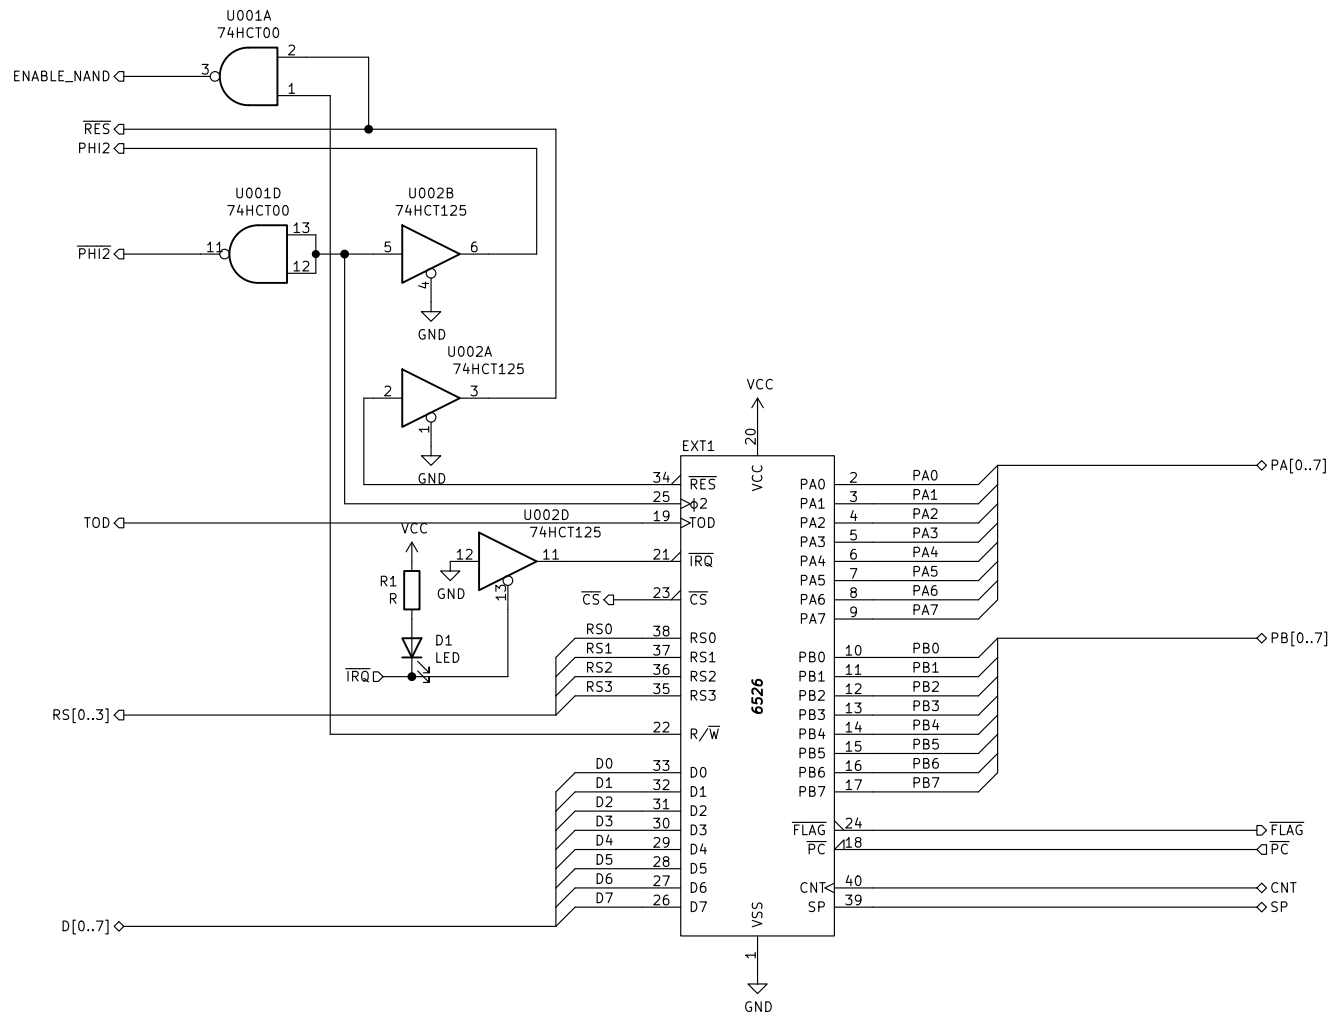 U001A
74HCT00
2
3
1
ENABLE_NAND
RES
PHI2
U001D
74HCT00
13
11
12
PHI2
U002B
74HCT125
5
6
4
GND
U002A
74HCT125
2
3
1
GND
VCC
20
EXT1
VCC
34 RES
25 ϕ2
TOD
19 TOD
U002D
74HCT125
12
11
13
GND
21 IRQ
VCC
R1
R
D1
LED
IRQ
CS
23 CS
RS0 38 RS0
RS1 37 RS1
RS2 36 RS2
RS3 35 RS3
RS[0..3]
22 R/W
D0 33 D0
D1 32 D1
D2 31 D2
D3 30 D3
D4 29 D4
D5 28 D5
D6 27 D6
D7 26 D7
D[0..7]
6526
PA0 2 PA0
PA1 3 PA1
PA2 4 PA2
PA3 5 PA3
PA4 6 PA4
PA5 7 PA5
PA6 8 PA6
PA7 9 PA7
PA[0..7]
PB0 10 PB0
PB1 11 PB1
PB2 12 PB2
PB3 13 PB3
PB4 14 PB4
PB5 15 PB5
PB6 16 PB6
PB7 17 PB7
PB[0..7]
FLAG 24 FLAG
PC 18 PC
CNT 40 CNT
SP 39 SP
VSS
1
GND